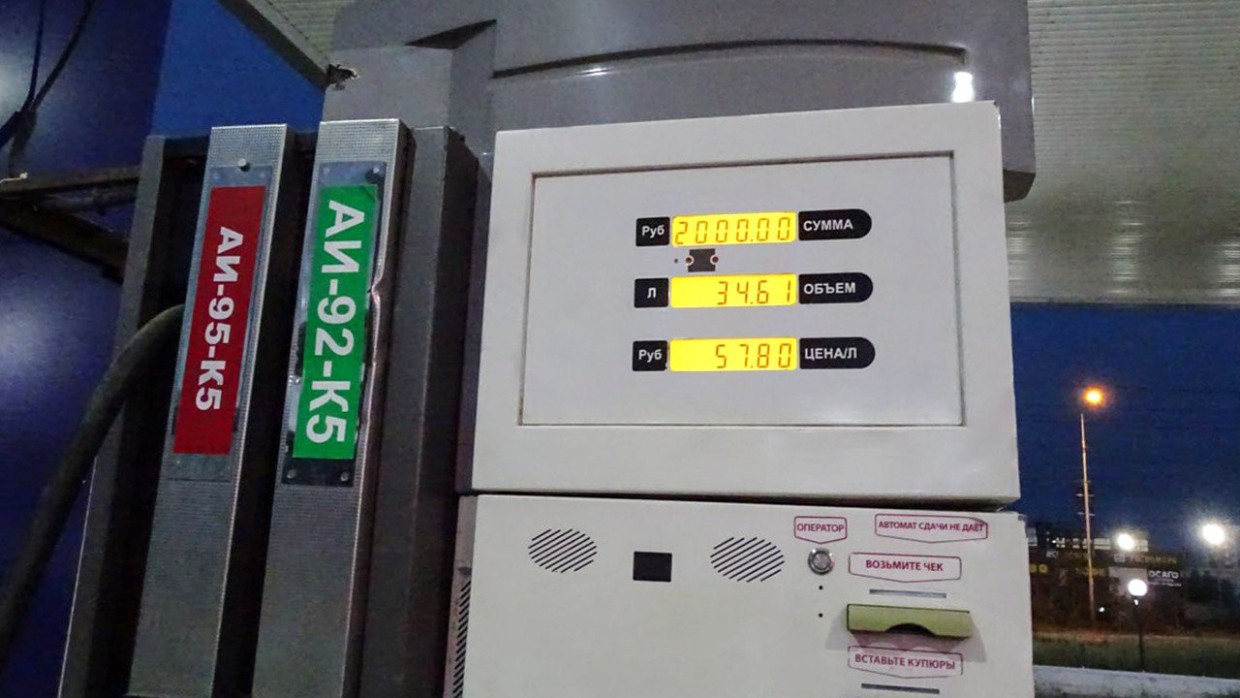 АИ-95-К5
АИ-92-К5
Руб 2000.00 СУММА
Л 34.61 ОБЪЕМ
Руб 57.80 ЦЕНА/Л
ОПЕРАТОР
АВТОМАТ СДАЧИ НЕ ДАЕТ
ВОЗЬМИТЕ ЧЕК
ВСТАВЬТЕ КУПЮРЫ
ОСАГО